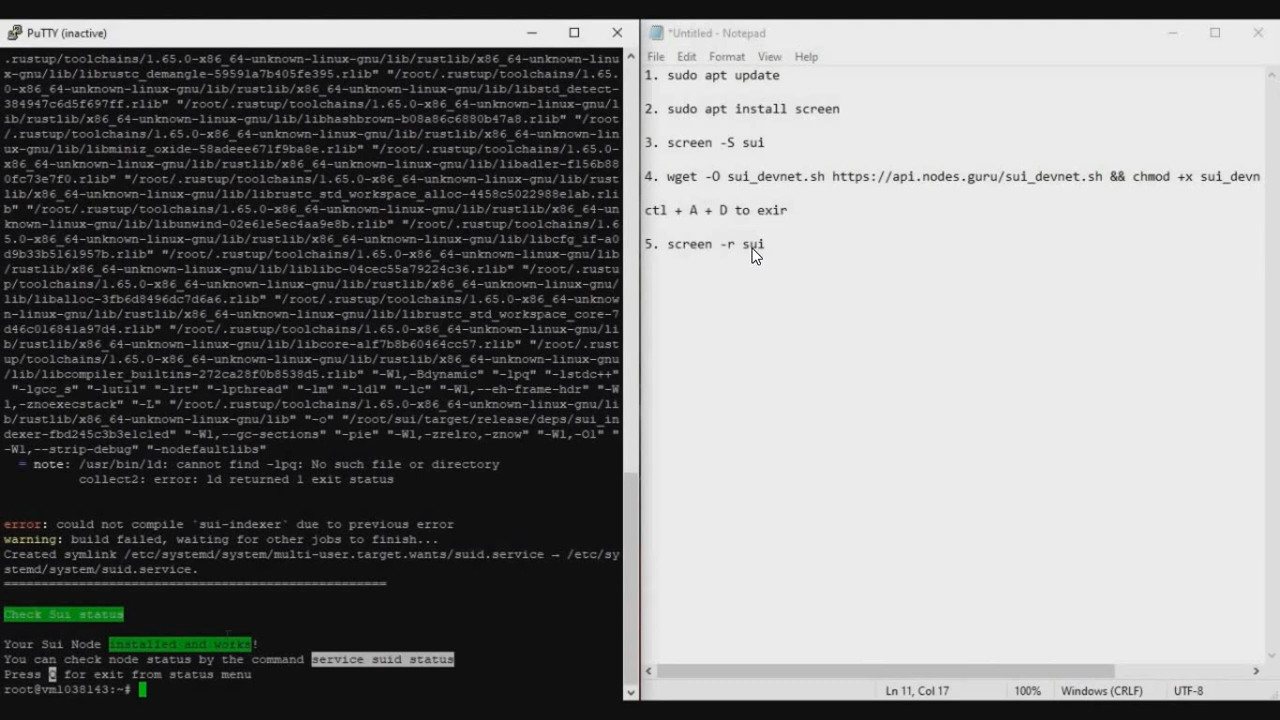 PuTTY (inactive)
.rustup/toolchains/1.65.0-x86_64-unknown-linux-gnu/lib/rustlib/x86_64-unknown-li
nux-gnu/lib/librustc_demangle-59591a7b405fe395.rlib" "/root/.rustup/toolchains/1.65.
0-x86_64-unknown-linux-gnu/lib/rustlib/x86_64-unknown-linux-gnu/lib/libstd_detect-
384947c6d5f697ff.rlib" "/root/.rustup/toolchains/1.65.0-x86_64-unknown-linux-gnu/
lib/rustlib/x86_64-unknown-linux-gnu/lib/libhashbrown-b08a86c6880b47a8.rlib" "/root
/.rustup/toolchains/1.65.0-x86_64-unknown-linux-gnu/lib/rustlib/x86_64-unknown-li
nux-gnu/lib/libminiz_oxide-58adeee671f9ba8e.rlib" "/root/.rustup/toolchains/1.65.0-
x86_64-unknown-linux-gnu/lib/rustlib/x86_64-unknown-linux-gnu/lib/libadler-f156b88
0fc73e7f0.rlib" "/root/.rustup/toolchains/1.65.0-x86_64-unknown-linux-gnu/lib/rust
lib/x86_64-unknown-linux-gnu/lib/librustc_std_workspace_alloc-4458c5022988elab.rli
b" "/root/.rustup/toolchains/1.65.0-x86_64-unknown-linux-gnu/lib/rustlib/x86_64-un
known-linux-gnu/lib/libunwind-02e61e5ec4aa9e8b.rlib" "/root/.rustup/toolchains/1.6
5.0-x86_64-unknown-linux-gnu/lib/rustlib/x86_64-unknown-linux-gnu/lib/libcfg_if-a0
d9b33b5161957b.rlib" "/root/.rustup/toolchains/1.65.0-x86_64-unknown-linux-gnu/lib
/rustlib/x86_64-unknown-linux-gnu/lib/liblibc-04cec55a79224c36.rlib" "/root/.rustu
p/toolchains/1.65.0-x86_64-unknown-linux-gnu/lib/rustlib/x86_64-unknown-linux-gnu/
lib/liballoc-3fb6d8496dc7d6a6.rlib" "/root/.rustup/toolchains/1.65.0-x86_64-unknow
n-linux-gnu/lib/rustlib/x86_64-unknown-linux-gnu/lib/librustc_std_workspace_core-7
d46c016841a97d4.rlib" "/root/.rustup/toolchains/1.65.0-x86_64-unknown-linux-gnu/li
b/rustlib/x86_64-unknown-linux-gnu/lib/libcore-a1f7b8b60464cc57.rlib" "/root/.rust
up/toolchains/1.65.0-x86_64-unknown-linux-gnu/lib/rustlib/x86_64-unknown-linux-gnu
/lib/libcompiler_builtins-272ca28f0b8538d5.rlib" "-Wl,-Bdynamic" "-lpq" "-lstdc++"
"-lgcc_s" "-lutil" "-lrt" "-lpthread" "-lm" "-ldl" "-lc" "-Wl,--eh-frame-hdr" "-W
l,-znoexecstack" "-L" "/root/.rustup/toolchains/1.65.0-x86_64-unknown-linux-gnu/li
b/rustlib/x86_64-unknown-linux-gnu/lib" "-o" "/root/sui/target/release/deps/sui_in
dexer-fbd245c3b3e1c1ed" "-Wl,--gc-sections" "-pie" "-Wl,-zrelro,-znow" "-Wl,-O1" "
-Wl,--strip-debug" "-nodefaultlibs"
= note: /usr/bin/ld: cannot find -lpq: No such file or directory
collect2: error: ld returned 1 exit status
error: could not compile `sui-indexer` due to previous error
warning: build failed, waiting for other jobs to finish...
Created symlink /etc/systemd/system/multi-user.target.wants/suid.service → /etc/sy
stemd/system/suid.service.
===================================================
Check Sui status
Your Sui Node installed and works!
You can check node status by the command service suid status
Press Q for exit from status menu
root@vm1038143:~#
*Untitled - Notepad
File Edit Format View Help
1. sudo apt update
2. sudo apt install screen
3. screen -S sui
4. wget -O sui_devnet.sh https://api.nodes.guru/sui_devnet.sh && chmod +x sui_devn
ctl + A + D to exir
5. screen -r sui
Ln 11, Col 17 100% Windows (CRLF) UTF-8